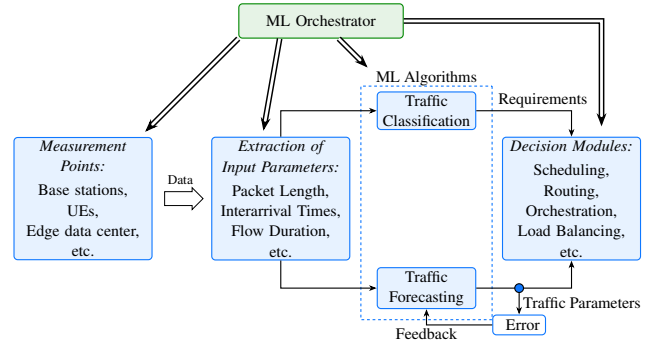 ML Orchestrator
ML Algorithms
Traffic
Classification
Requirements
Measurement
Points:
Base stations,
UEs,
Edge data center,
etc.
Data
Extraction of
Input Parameters:
Packet Length,
Interarrival Times,
Flow Duration,
etc.
Decision Modules:
Scheduling,
Routing,
Orchestration,
Load Balancing,
etc.
Traffic
Forecasting
Traffic Parameters
Error
Feedback